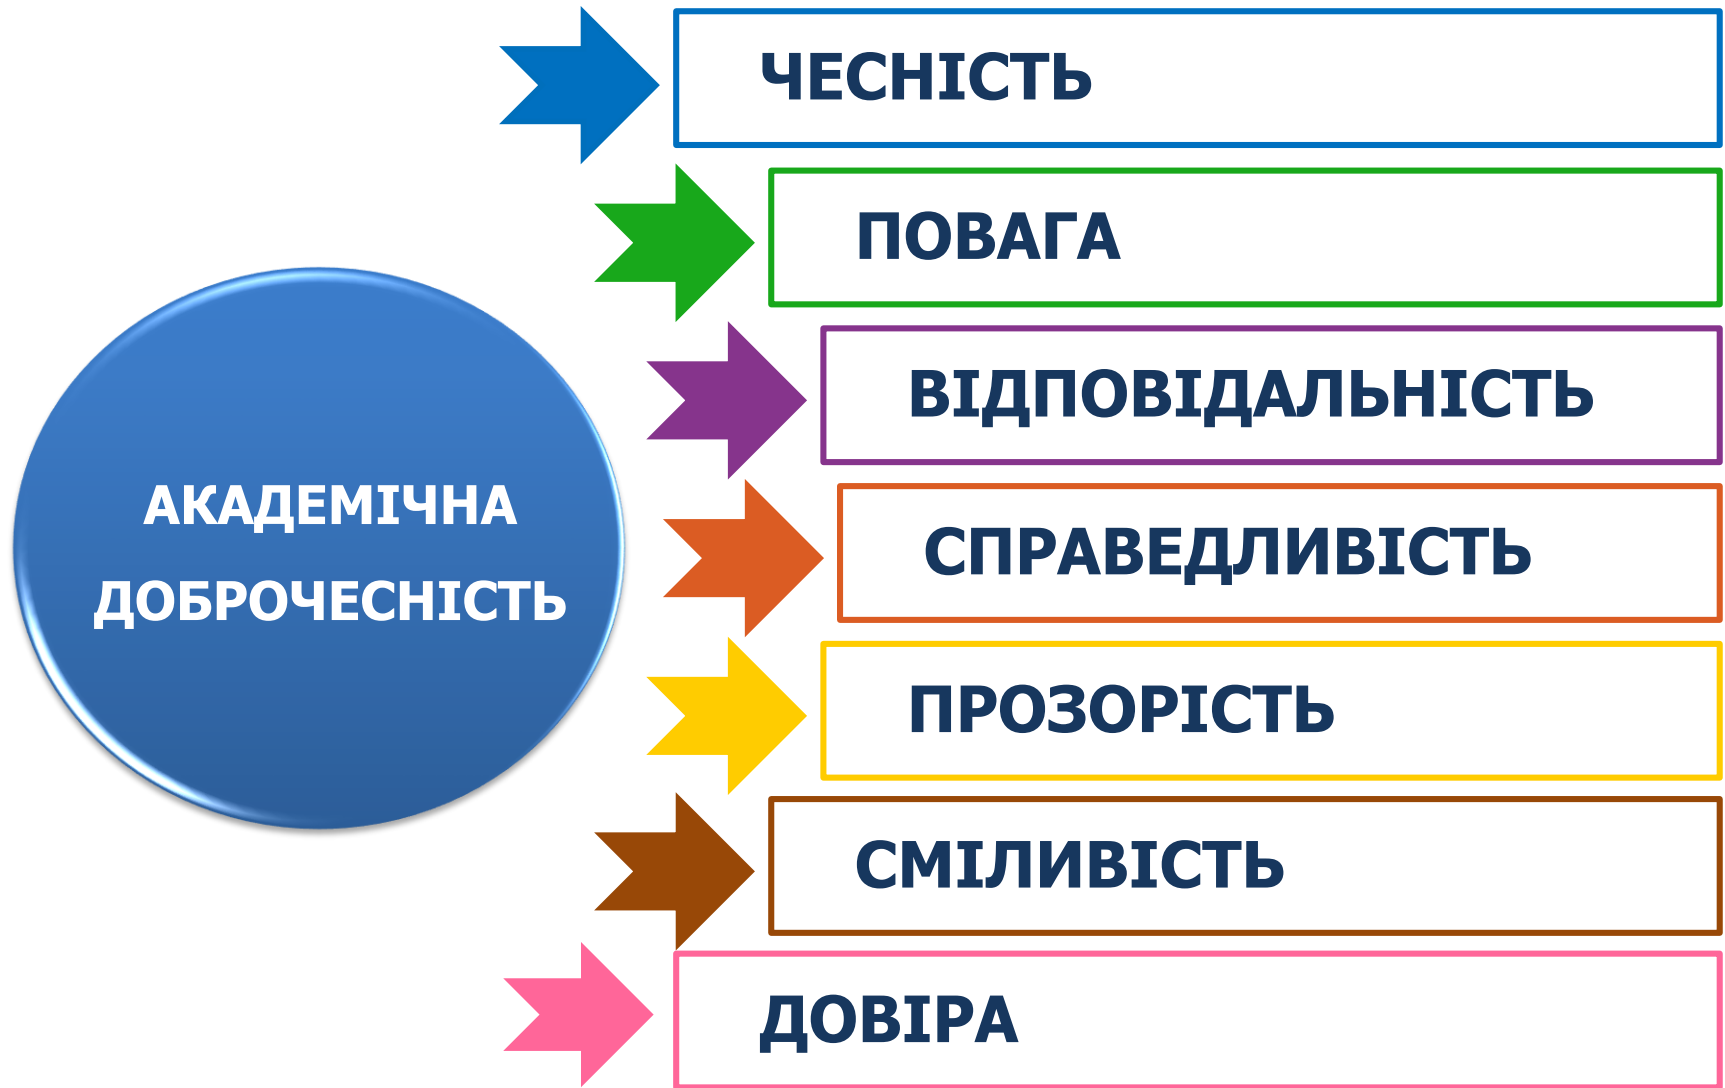 АКАДЕМІЧНА
ДОБРОЧЕСНІСТЬ
ЧЕСНІСТЬ
ПОВАГА
ВІДПОВІДАЛЬНІСТЬ
СПРАВЕДЛИВІСТЬ
ПРОЗОРІСТЬ
СМІЛИВІСТЬ
ДОВІРА